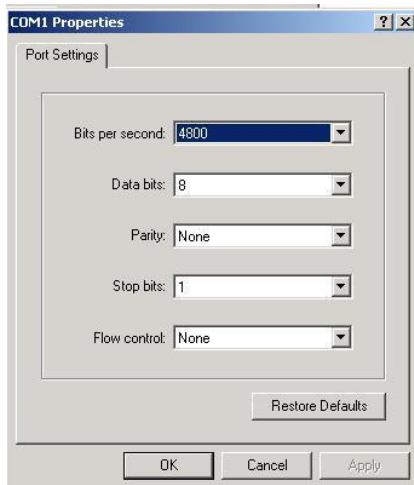 COM1 Properties
Port Settings
Bits per second: 4800
Data bits: 8
Parity: None
Stop bits: 1
Flow control: None
Restore Defaults
OK Cancel Apply